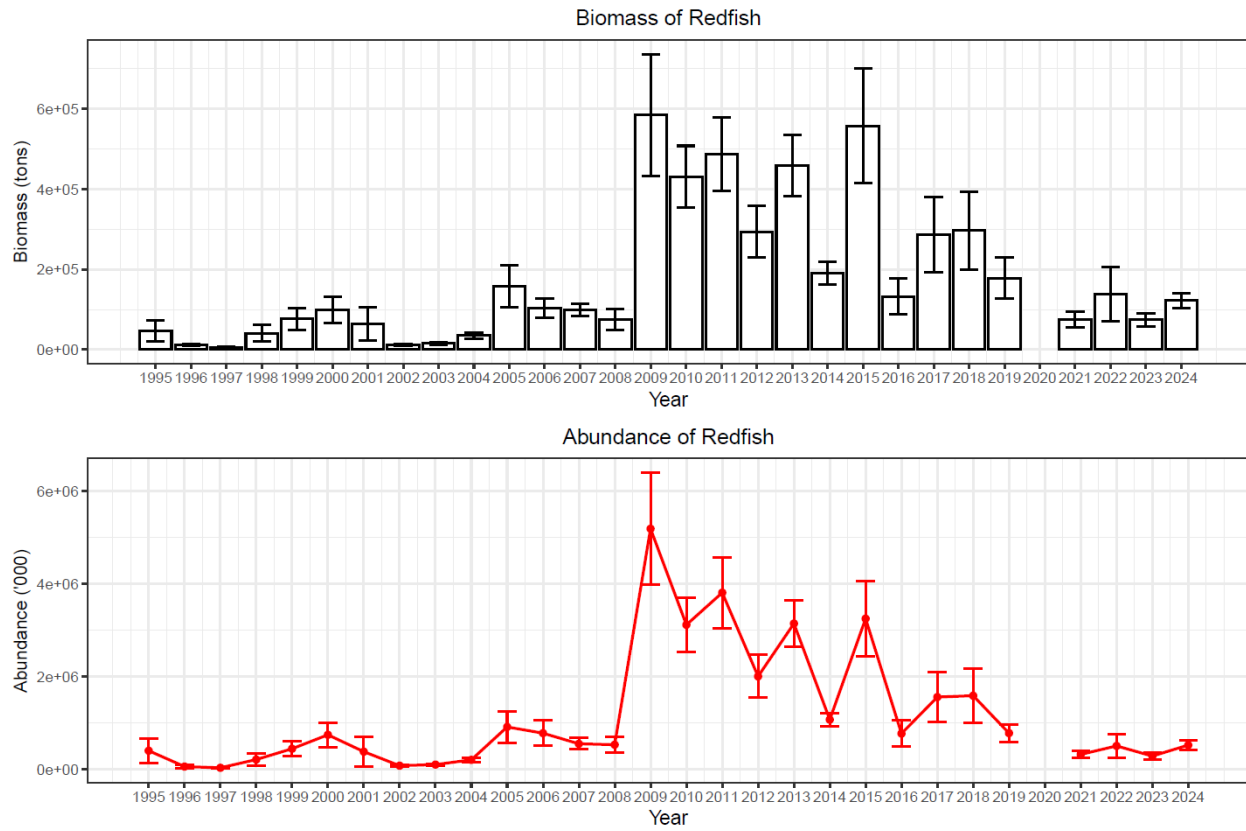 Biomass of Redfish
Biomass (tons)
6e+05
4e+05
2e+05
0e+00
1995 1996 1997 1998 1999 2000 2001 2002 2003 2004 2005 2006 2007 2008 2009 2010 2011 2012 2013 2014 2015 2016 2017 2018 2019 2020 2021 2022 2023 2024
Year
Abundance of Redfish
Abundance ('000)
6e+06
4e+06
2e+06
0e+00
1995 1996 1997 1998 1999 2000 2001 2002 2003 2004 2005 2006 2007 2008 2009 2010 2011 2012 2013 2014 2015 2016 2017 2018 2019 2020 2021 2022 2023 2024
Year